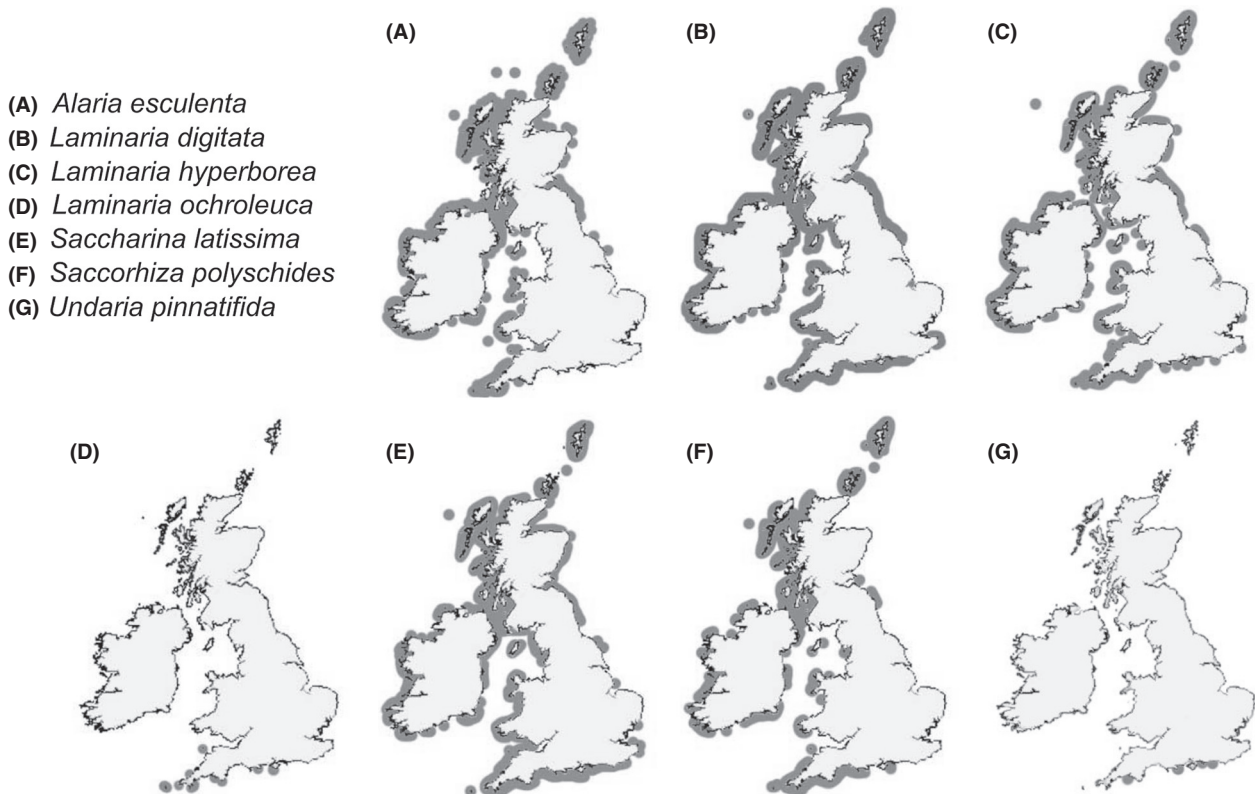 (A) Alaria esculenta
(B) Laminaria digitata
(C) Laminaria hyperborea
(D) Laminaria ochroleuca
(E) Saccharina latissima
(F) Saccorhiza polyschides
(G) Undaria pinnatifida
(A)
(B)
(C)
(D)
(E)
(F)
(G)